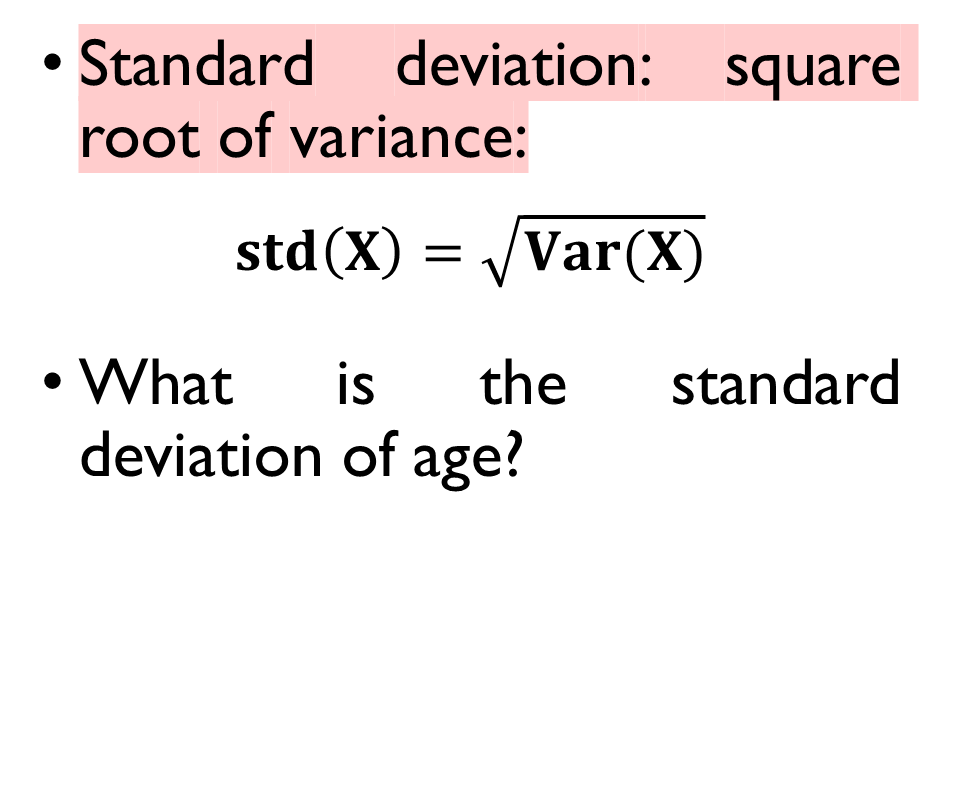 • Standard deviation: square
root of variance:
std(X) = √Var(X)
• What is the standard
deviation of age?